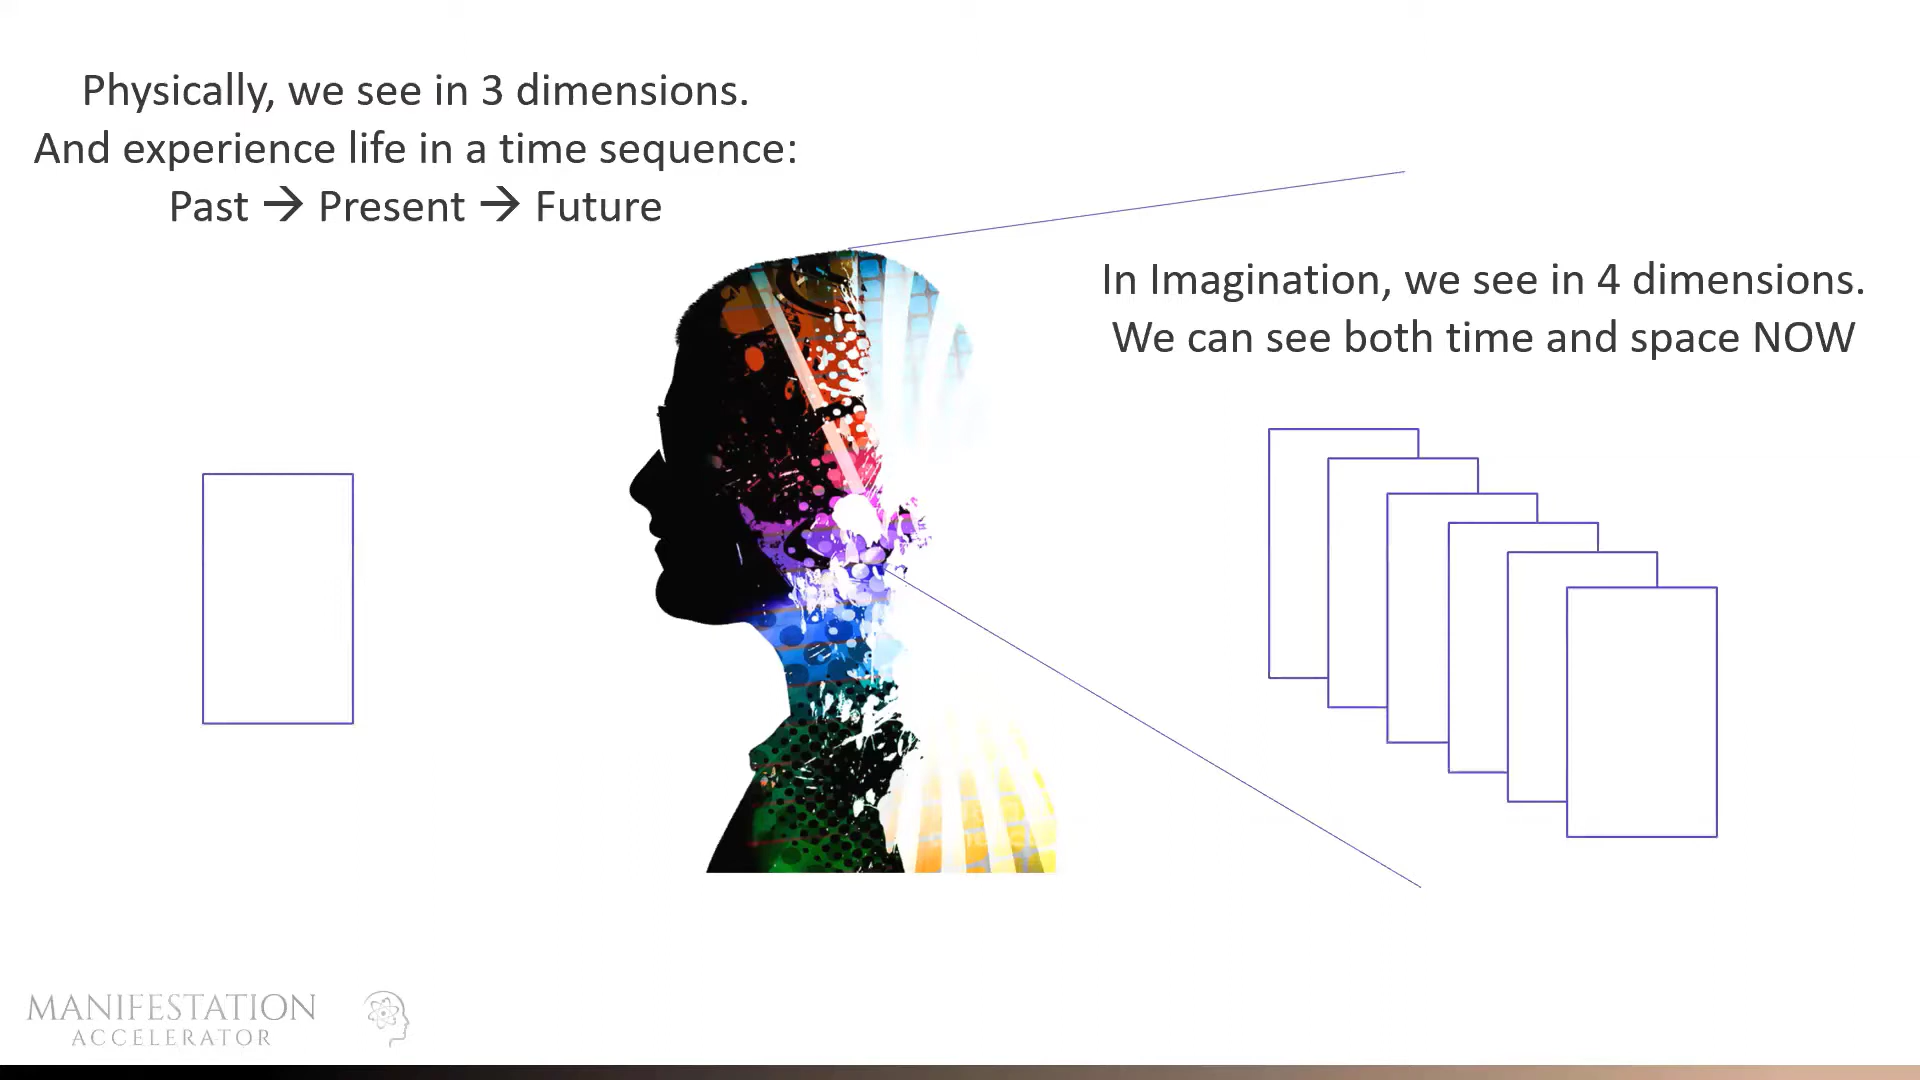 Physically, we see in 3 dimensions.
And experience life in a time sequence:
Past → Present → Future
In Imagination, we see in 4 dimensions.
We can see both time and space NOW
MANIFESTATION
ACCELERATOR